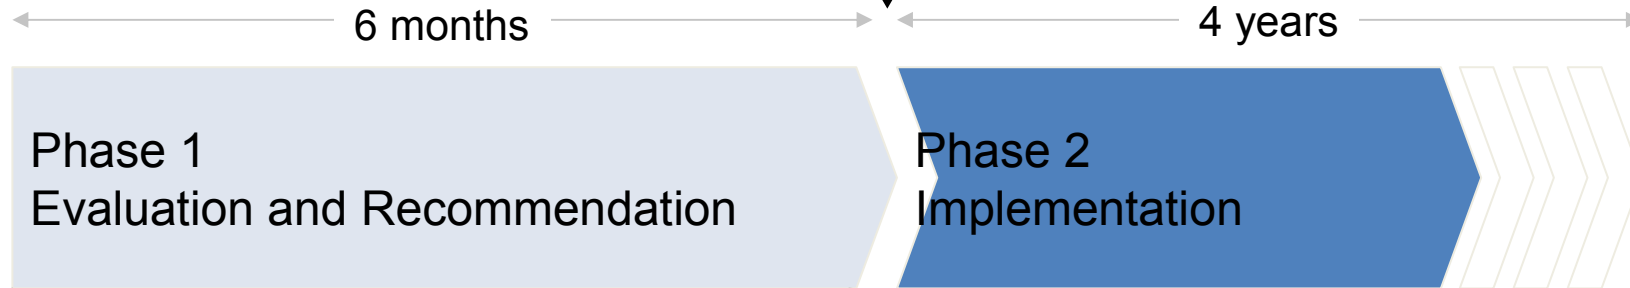 6 months
4 years
Phase 1
Evaluation and Recommendation
Phase 2
Implementation